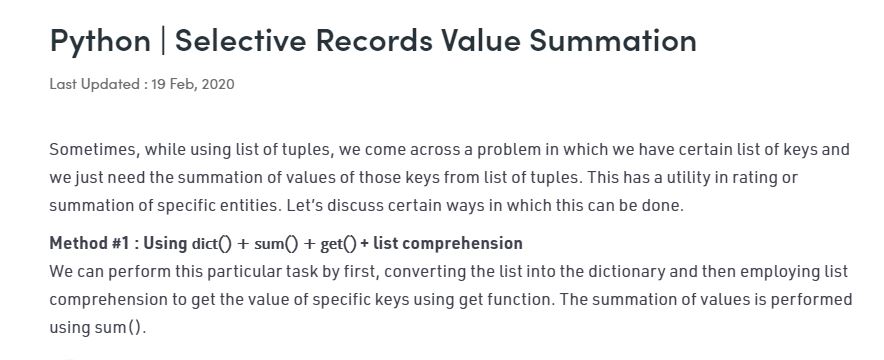 Python | Selective Records Value Summation
Last Updated : 19 Feb, 2020
Sometimes, while using list of tuples, we come across a problem in which we have certain list of keys and
we just need the summation of values of those keys from list of tuples. This has a utility in rating or
summation of specific entities. Let’s discuss certain ways in which this can be done.
Method #1 : Using dict() + sum() + get() + list comprehension
We can perform this particular task by first, converting the list into the dictionary and then employing list
comprehension to get the value of specific keys using get function. The summation of values is performed
using sum().